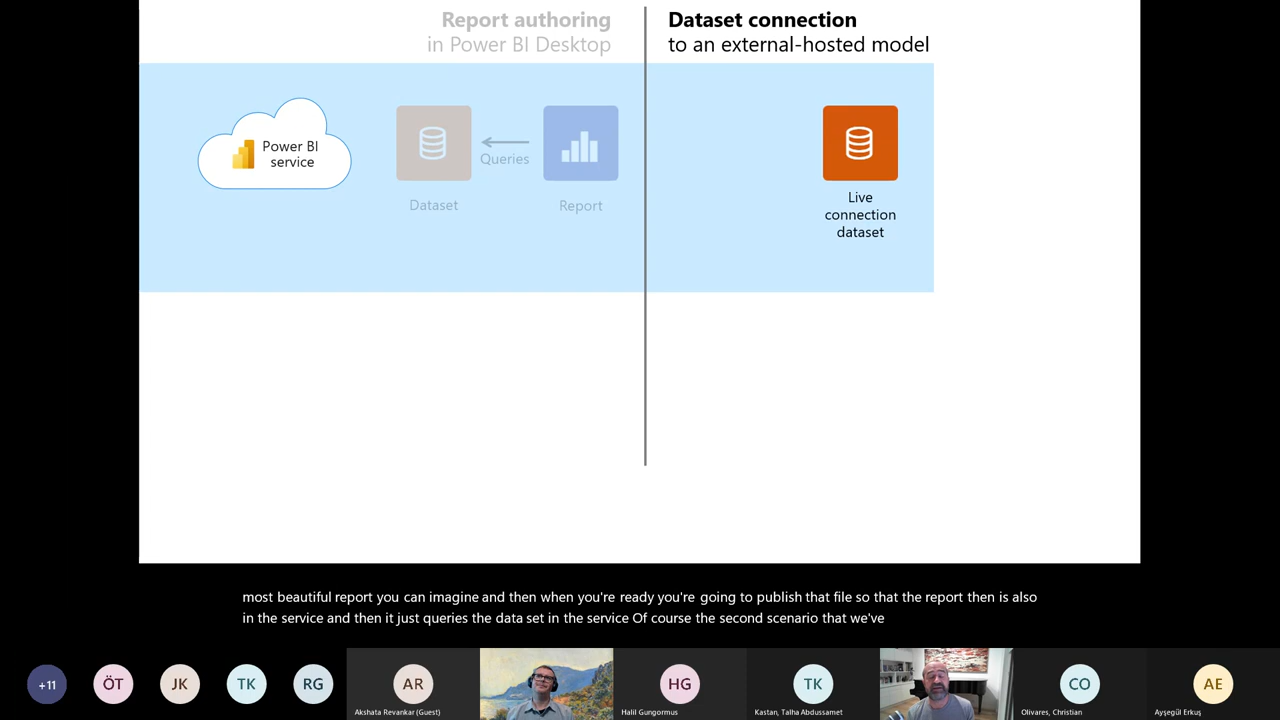 Report authoring
in Power BI Desktop
Dataset connection
to an external-hosted model
Power BI
service
Queries
Dataset
Report
Live
connection
dataset
most beautiful report you can imagine and then when you're ready you're going to publish that file so that the report then is also
in the service and then it just queries the data set in the service Of course the second scenario that we've
+11
ÖT
JK
TK
RG
AR
Akshata Revankar (Guest)
HG
Halil Gungormus
TK
Kastan, Talha Abdussamet
CO
Olivares, Christian
AE
Ayşegül Erkuş